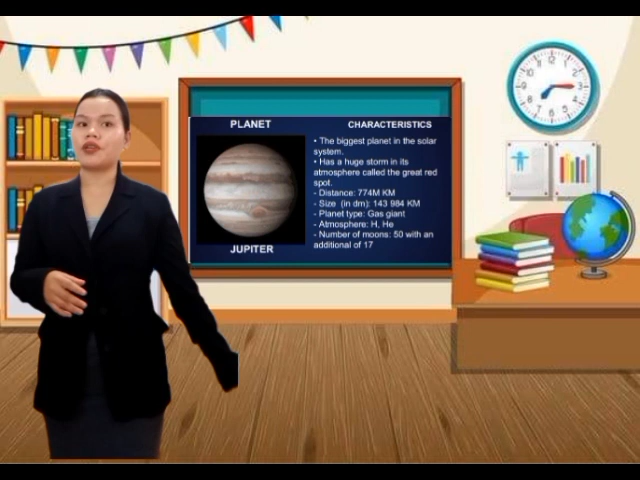 PLANET
JUPITER
CHARACTERISTICS
• The biggest planet in the solar
system.
• Has a huge storm in its
atmosphere called the great red
spot.
- Distance: 774M KM
- Size (in dm): 143 984 KM
- Planet type: Gas giant
- Atmosphere: H, He
- Number of moons: 50 with an
additional of 17